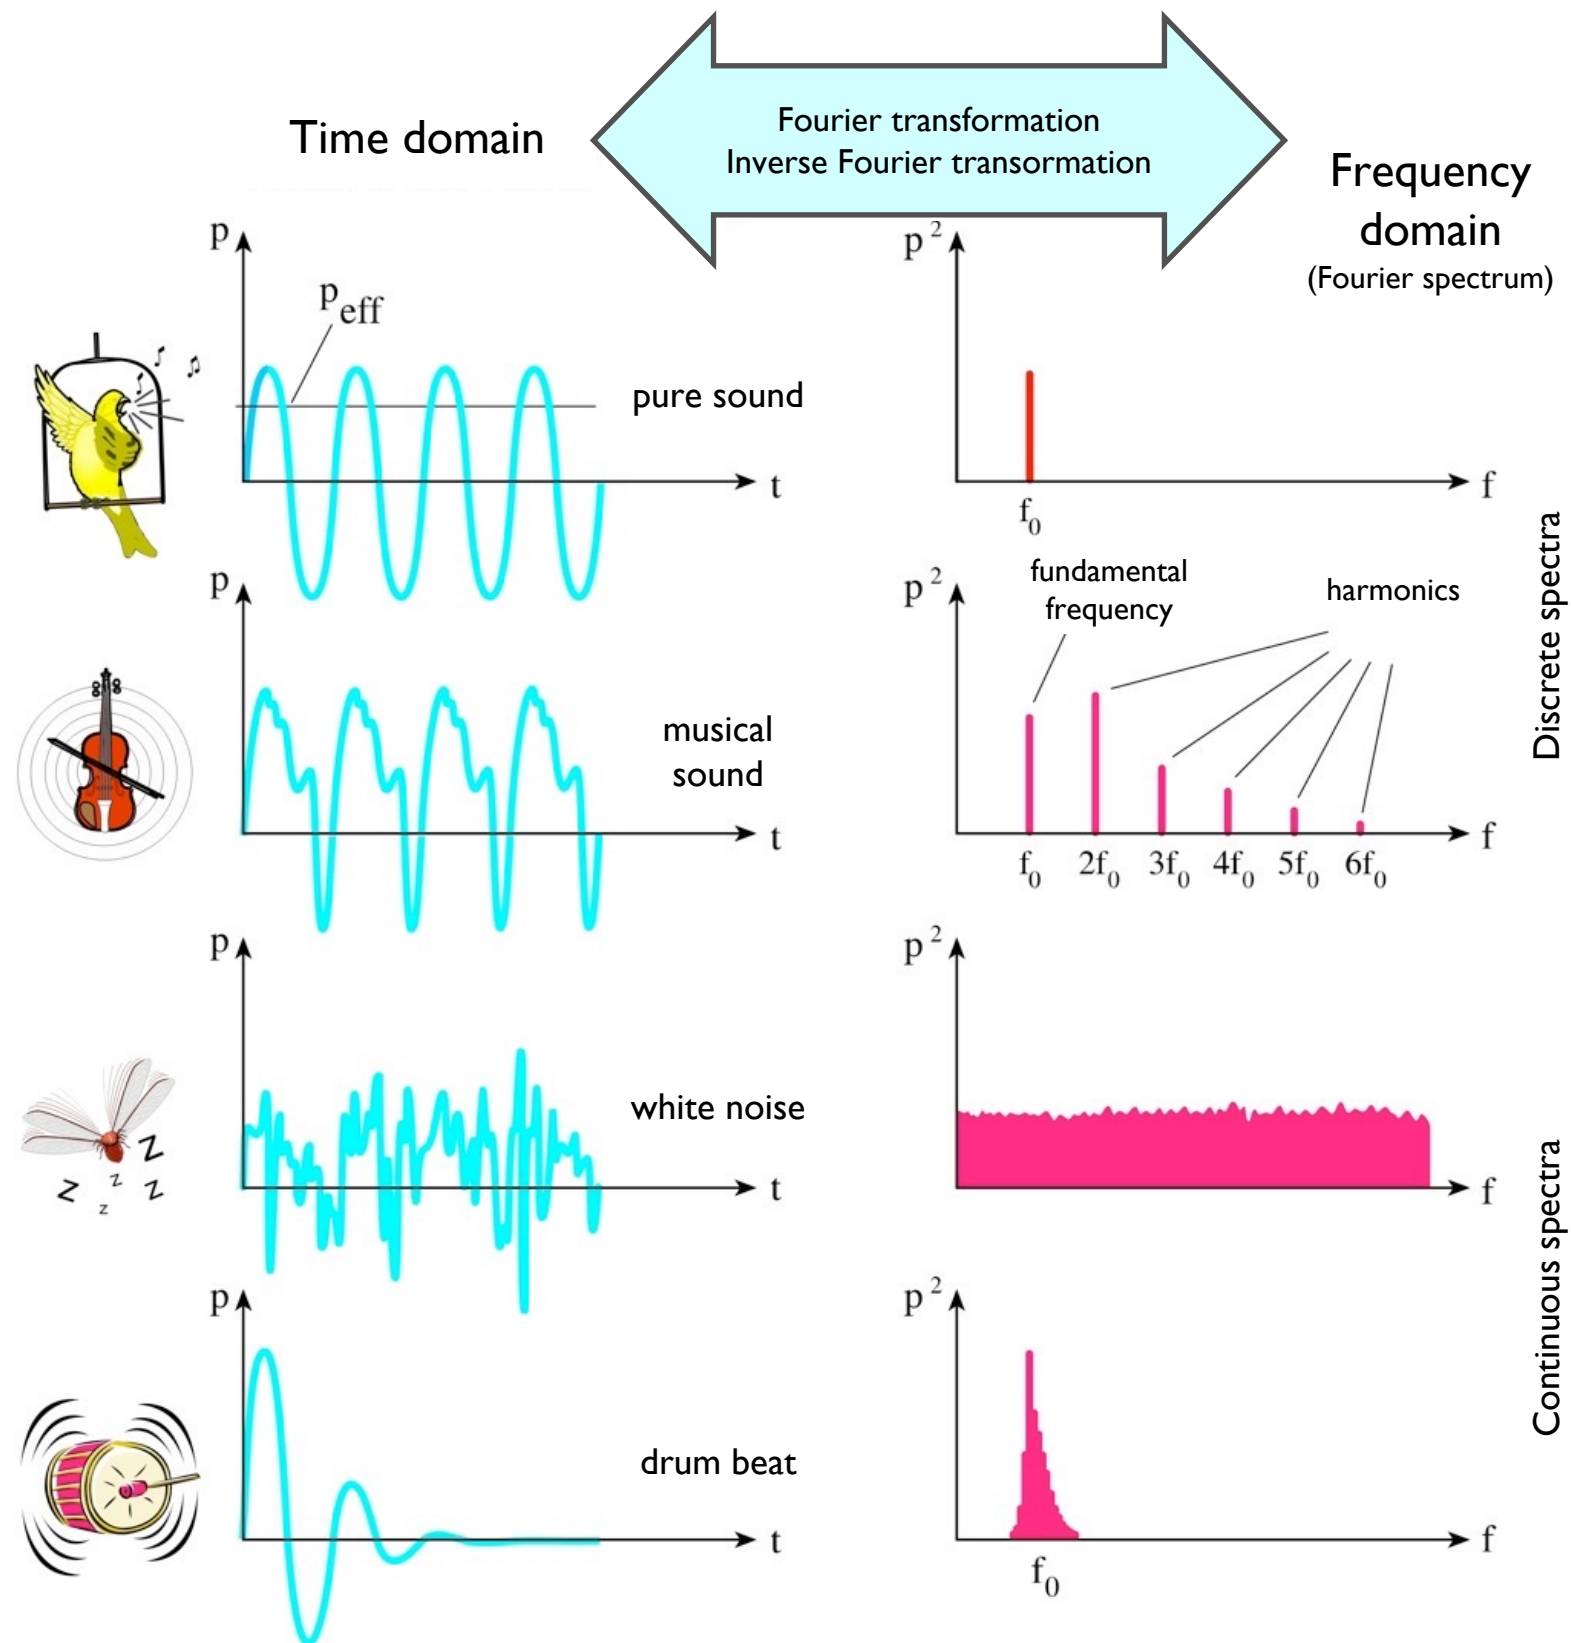 Time domain
Fourier transformation
Inverse Fourier transormation
Frequency
domain
(Fourier spectrum)
p
p_eff
pure sound
t
p²
f
f₀
Discrete spectra
p
musical
sound
t
p²
fundamental
frequency
harmonics
f
f₀ 2f₀ 3f₀ 4f₀ 5f₀ 6f₀
p
z z z z z
white noise
t
p²
f
Continuous spectra
p
drum beat
t
p²
f
f₀